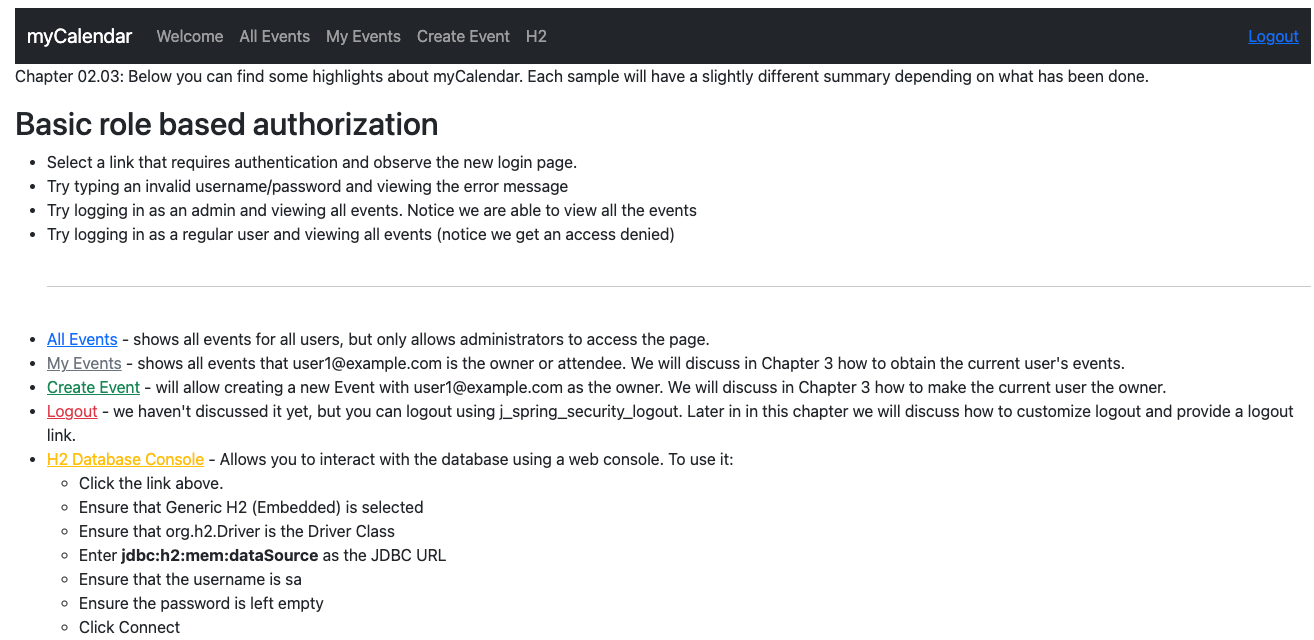 myCalendar Welcome All Events My Events Create Event H2 Logout
Chapter 02.03: Below you can find some highlights about myCalendar. Each sample will have a slightly different summary depending on what has been done.
Basic role based authorization
Select a link that requires authentication and observe the new login page.
Try typing an invalid username/password and viewing the error message
Try logging in as an admin and viewing all events. Notice we are able to view all the events
Try logging in as a regular user and viewing all events (notice we get an access denied)
All Events - shows all events for all users, but only allows administrators to access the page.
My Events - shows all events that user1@example.com is the owner or attendee. We will discuss in Chapter 3 how to obtain the current user's events.
Create Event - will allow creating a new Event with user1@example.com as the owner. We will discuss in Chapter 3 how to make the current user the owner.
Logout - we haven't discussed it yet, but you can logout using j_spring_security_logout. Later in in this chapter we will discuss how to customize logout and provide a logout
link.
H2 Database Console - Allows you to interact with the database using a web console. To use it:
Click the link above.
Ensure that Generic H2 (Embedded) is selected
Ensure that org.h2.Driver is the Driver Class
Enter jdbc:h2:mem:dataSource as the JDBC URL
Ensure that the username is sa
Ensure the password is left empty
Click Connect